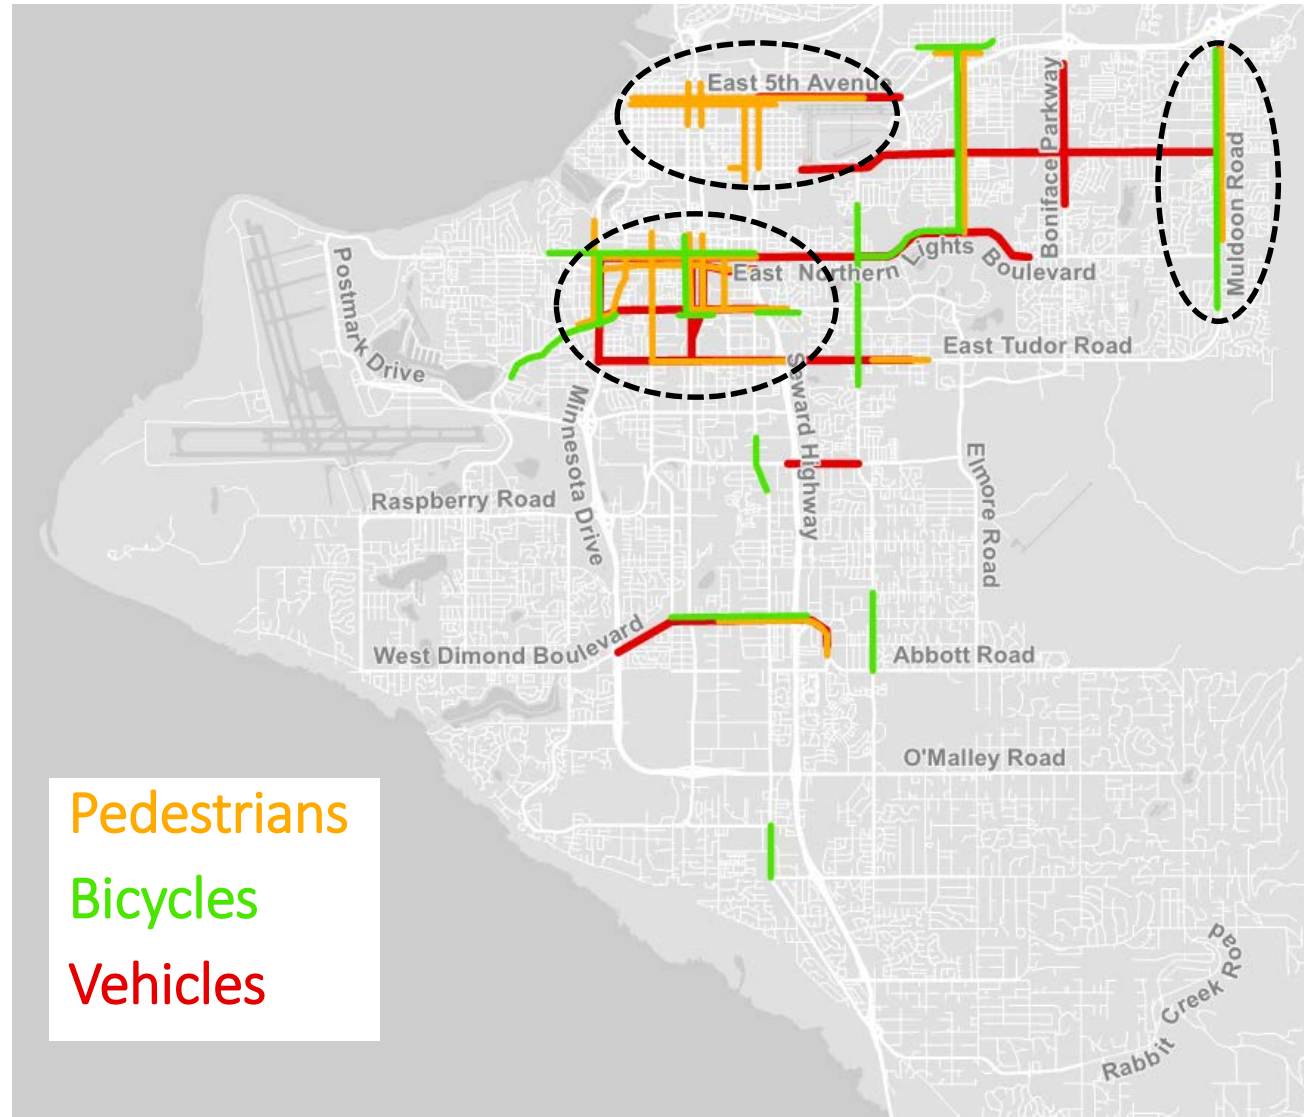 East 5th Avenue
Boniface Parkway
Muldoon Road
East Northern Lights Boulevard
Postmark Drive
East Tudor Road
Minnesota Drive
Seward Highway
Elmore Road
Raspberry Road
West Dimond Boulevard
Abbott Road
O'Malley Road
Pedestrians
Bicycles
Vehicles
Rabbit Creek Road